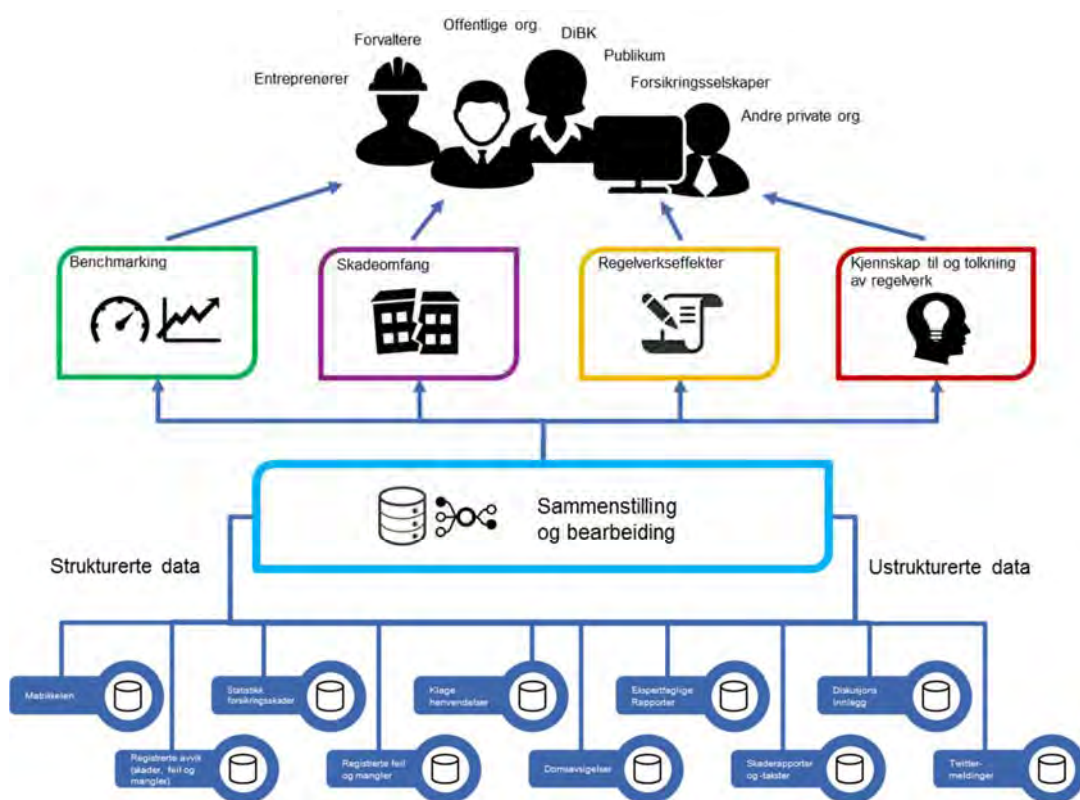 Offentlige org.
DiBK
Forvaltere
Publikum
Entreprenører
Forsikringsselskaper
Andre private org.
Benchmarking
Skadeomfang
Regelverkseffekter
Kjennskap til og tolkning
av regelverk
Sammenstilling
og bearbeiding
Strukturerte data
Ustrukturerte data
Matrikkelen
Statistikk
forsikringsskader
Klage
henvendelser
Ekspertfaglige
Rapporter
Diskusjons
Innlegg
Registrerte avvik
(skader, feil og
mangler)
Registrerte feil
og mangler
Domsavsigelser
Skaderapporter
og -takster
Twitter-
meldinger